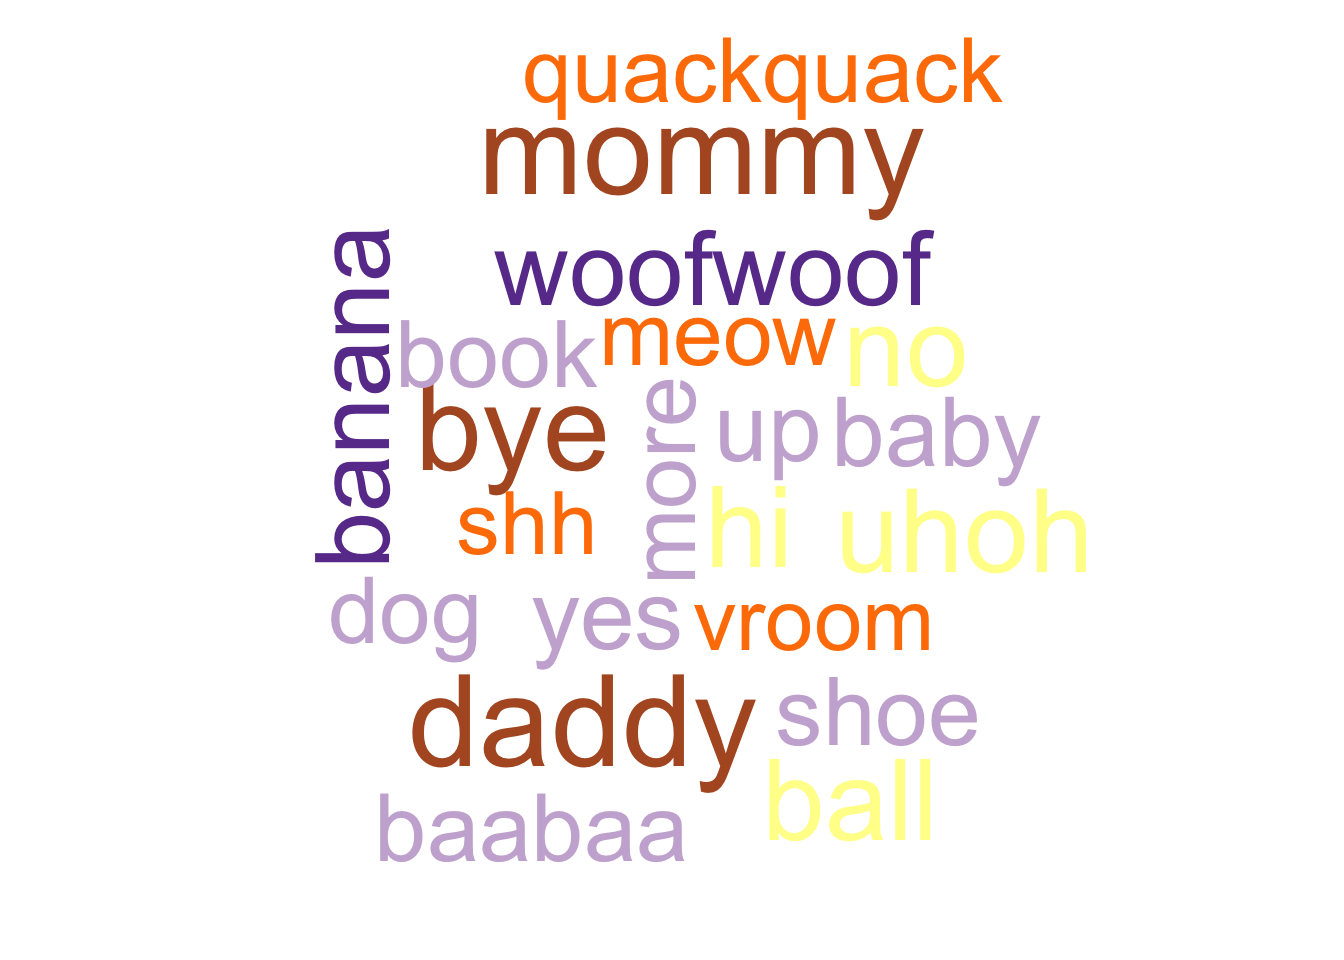 quackquack
mommy
woofwoof
banana
book
meow
no
bye
more
up
baby
shh
hi
uhoh
dog
yes
vroom
daddy
shoe
ball
baabaa